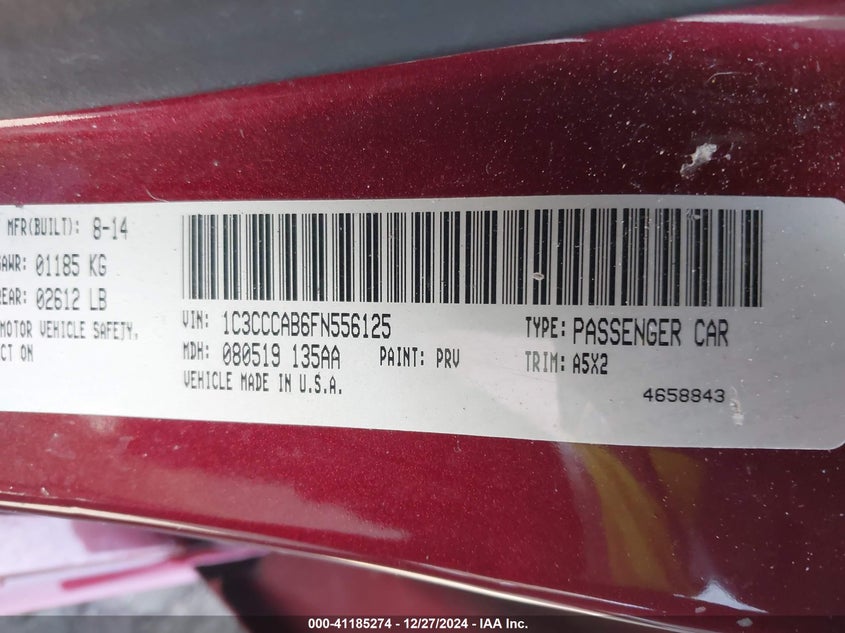 MFR(BUILT): 8-14
GAWR: 01185 KG
REAR: 02612 LB
MOTOR VEHICLE SAFETY,
CT ON
VIN: 1C3CCCAB6FN556125 TYPE: PASSENGER CAR
MDH: 080519 135AA PAINT: PRV TRIM: A5X2
VEHICLE MADE IN U.S.A.
4658843
000-41185274 – 12/27/2024 – IAA Inc.